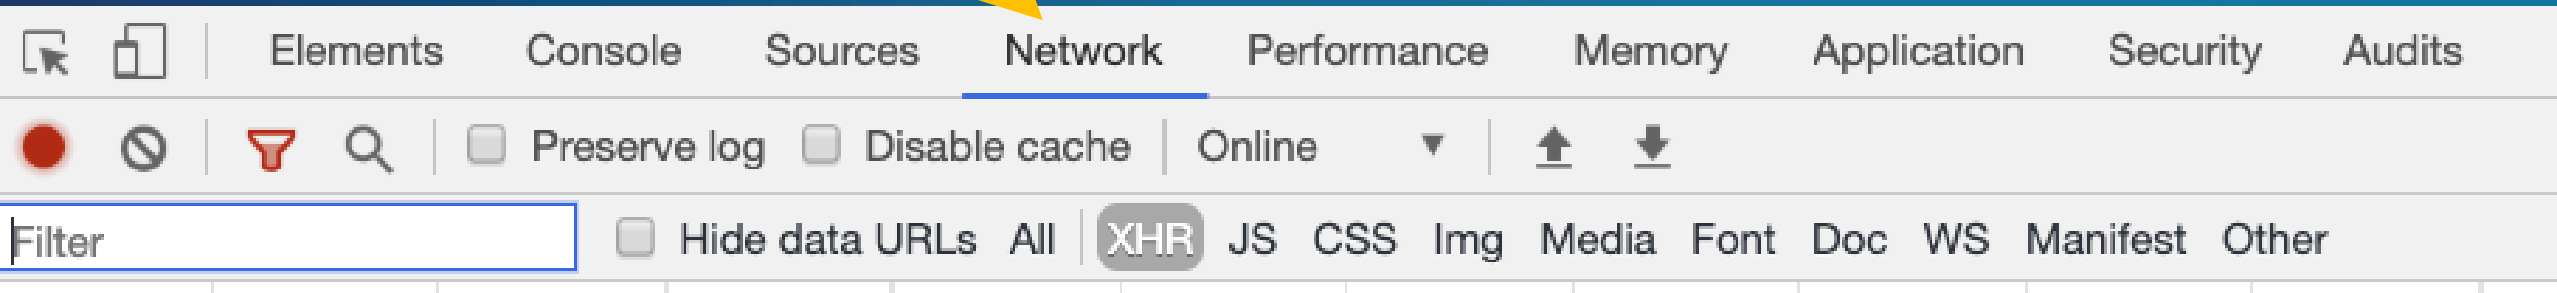 Elements Console Sources Network Performance Memory Application Security Audits
Preserve log Disable cache Online
Filter Hide data URLs All XHR JS CSS Img Media Font Doc WS Manifest Other